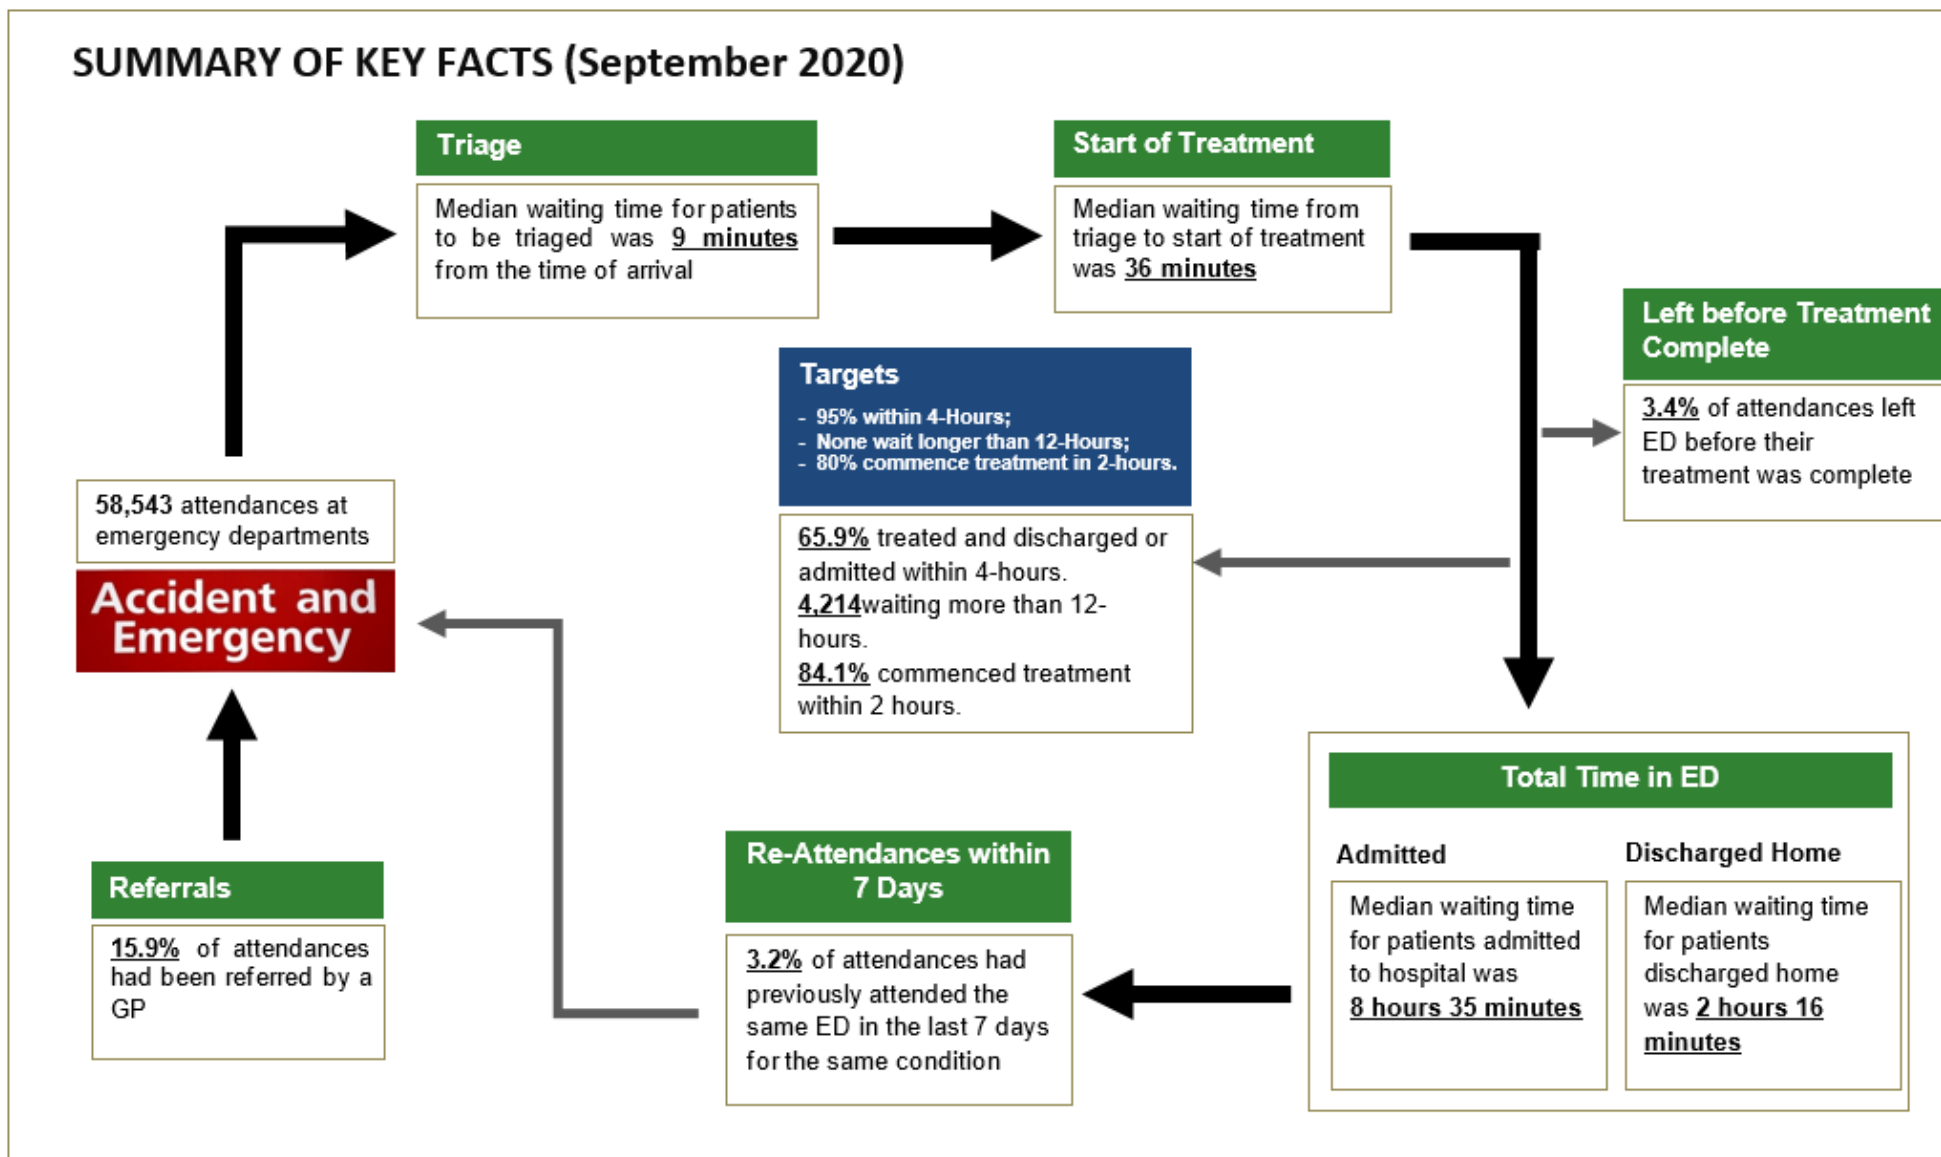 SUMMARY OF KEY FACTS (September 2020)
Triage
Median waiting time for patients
to be triaged was 9 minutes
from the time of arrival
Start of Treatment
Median waiting time from
triage to start of treatment
was 36 minutes
Left before Treatment
Complete
3.4% of attendances left
ED before their
treatment was complete
Targets
- 95% within 4-Hours;
- None wait longer than 12-Hours;
- 80% commence treatment in 2-hours.
65.9% treated and discharged or
admitted within 4-hours.
4,214waiting more than 12-
hours.
84.1% commenced treatment
within 2 hours.
58,543 attendances at
emergency departments
Accident and
Emergency
Referrals
15.9% of attendances
had been referred by a
GP
Re-Attendances within
7 Days
3.2% of attendances had
previously attended the
same ED in the last 7 days
for the same condition
Total Time in ED
Admitted
Median waiting time
for patients admitted
to hospital was
8 hours 35 minutes
Discharged Home
Median waiting time
for patients
discharged home
was 2 hours 16
minutes